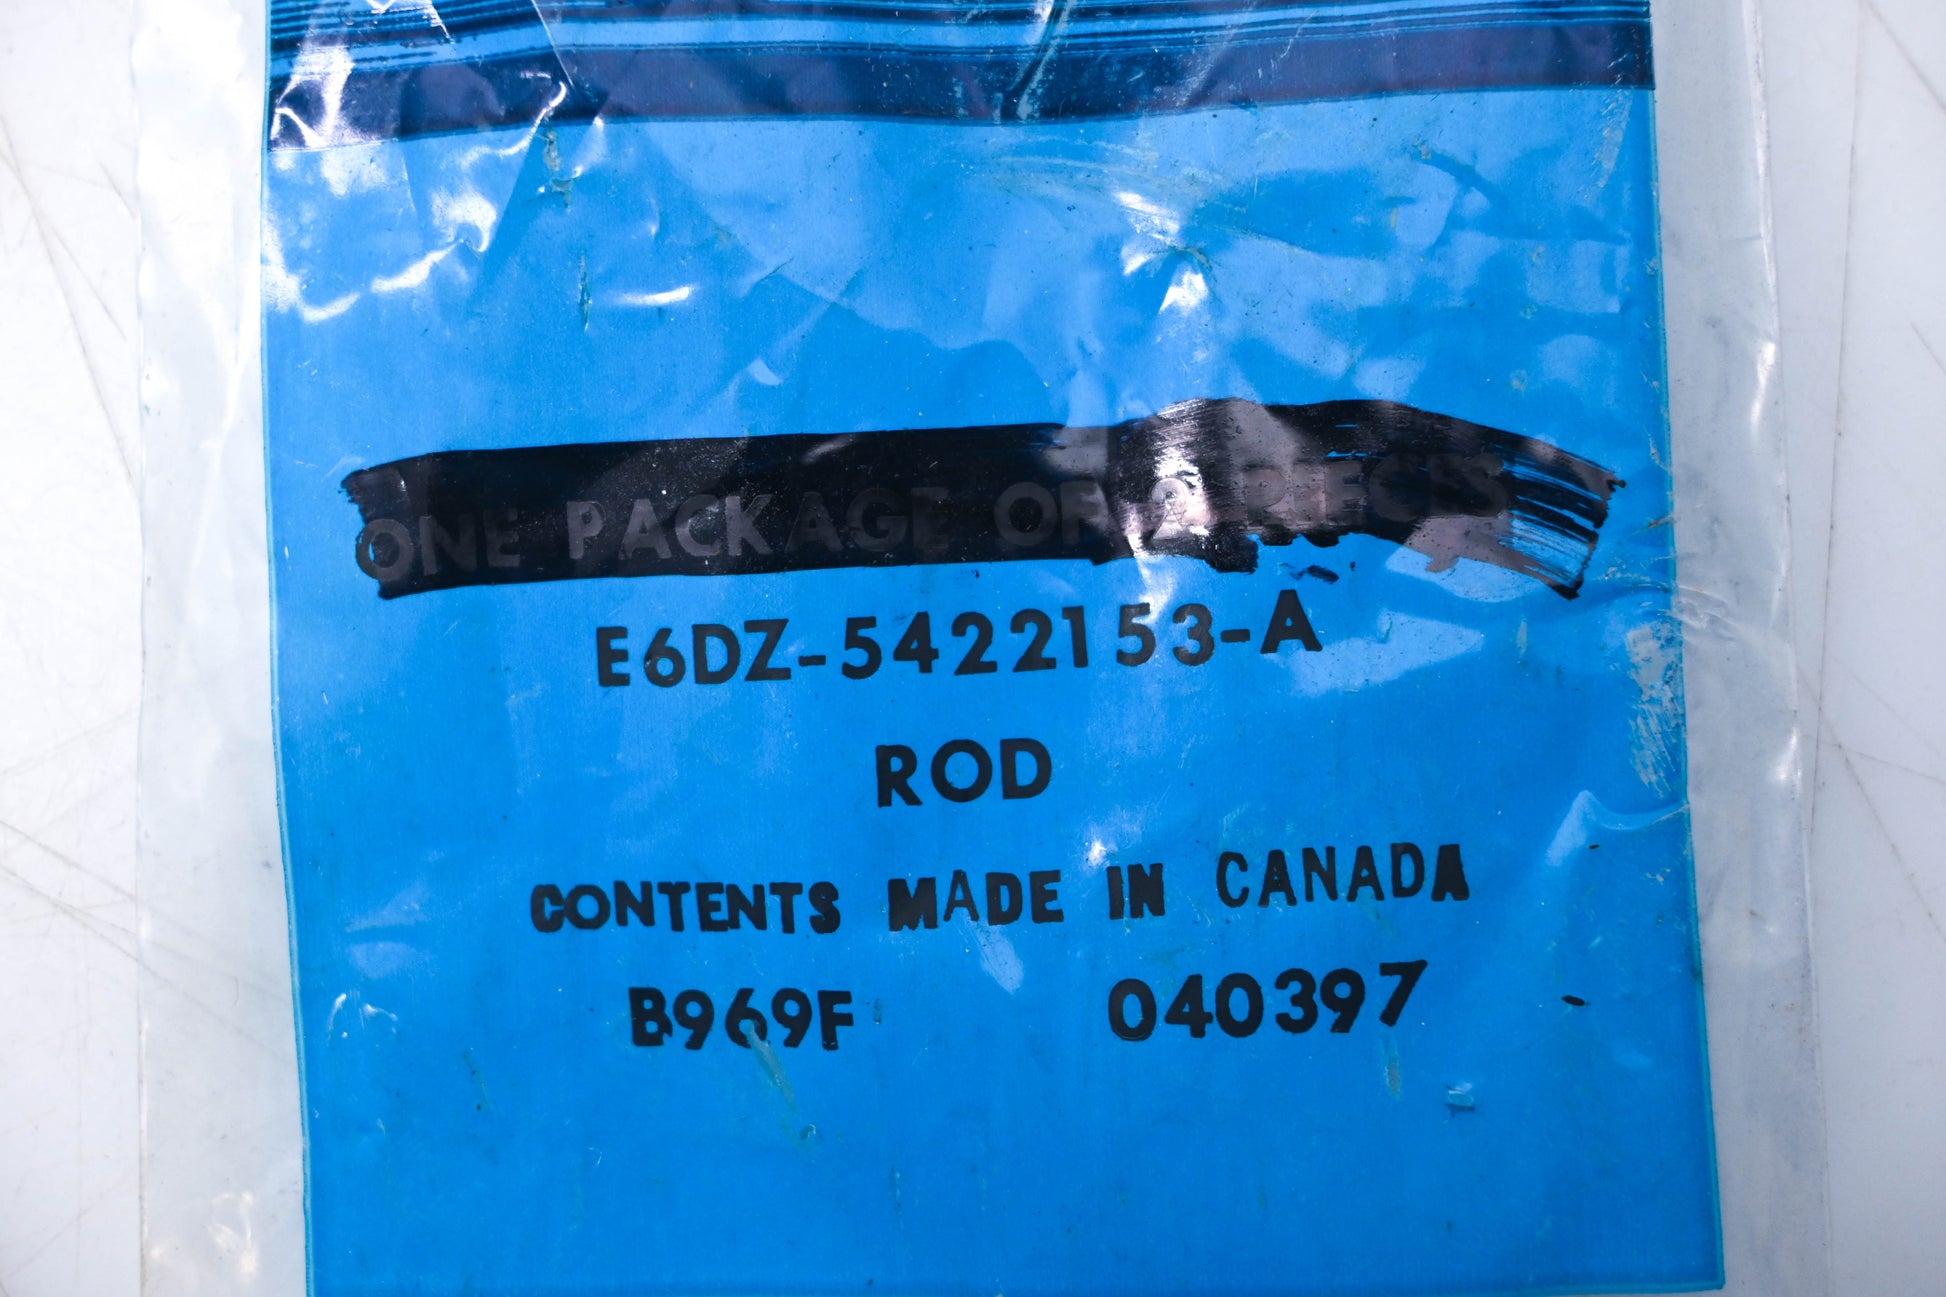 ONE PACKAGE OF 2 PIECES
E6DZ-5422153-A
ROD
CONTENTS MADE IN CANADA
B969F 040397